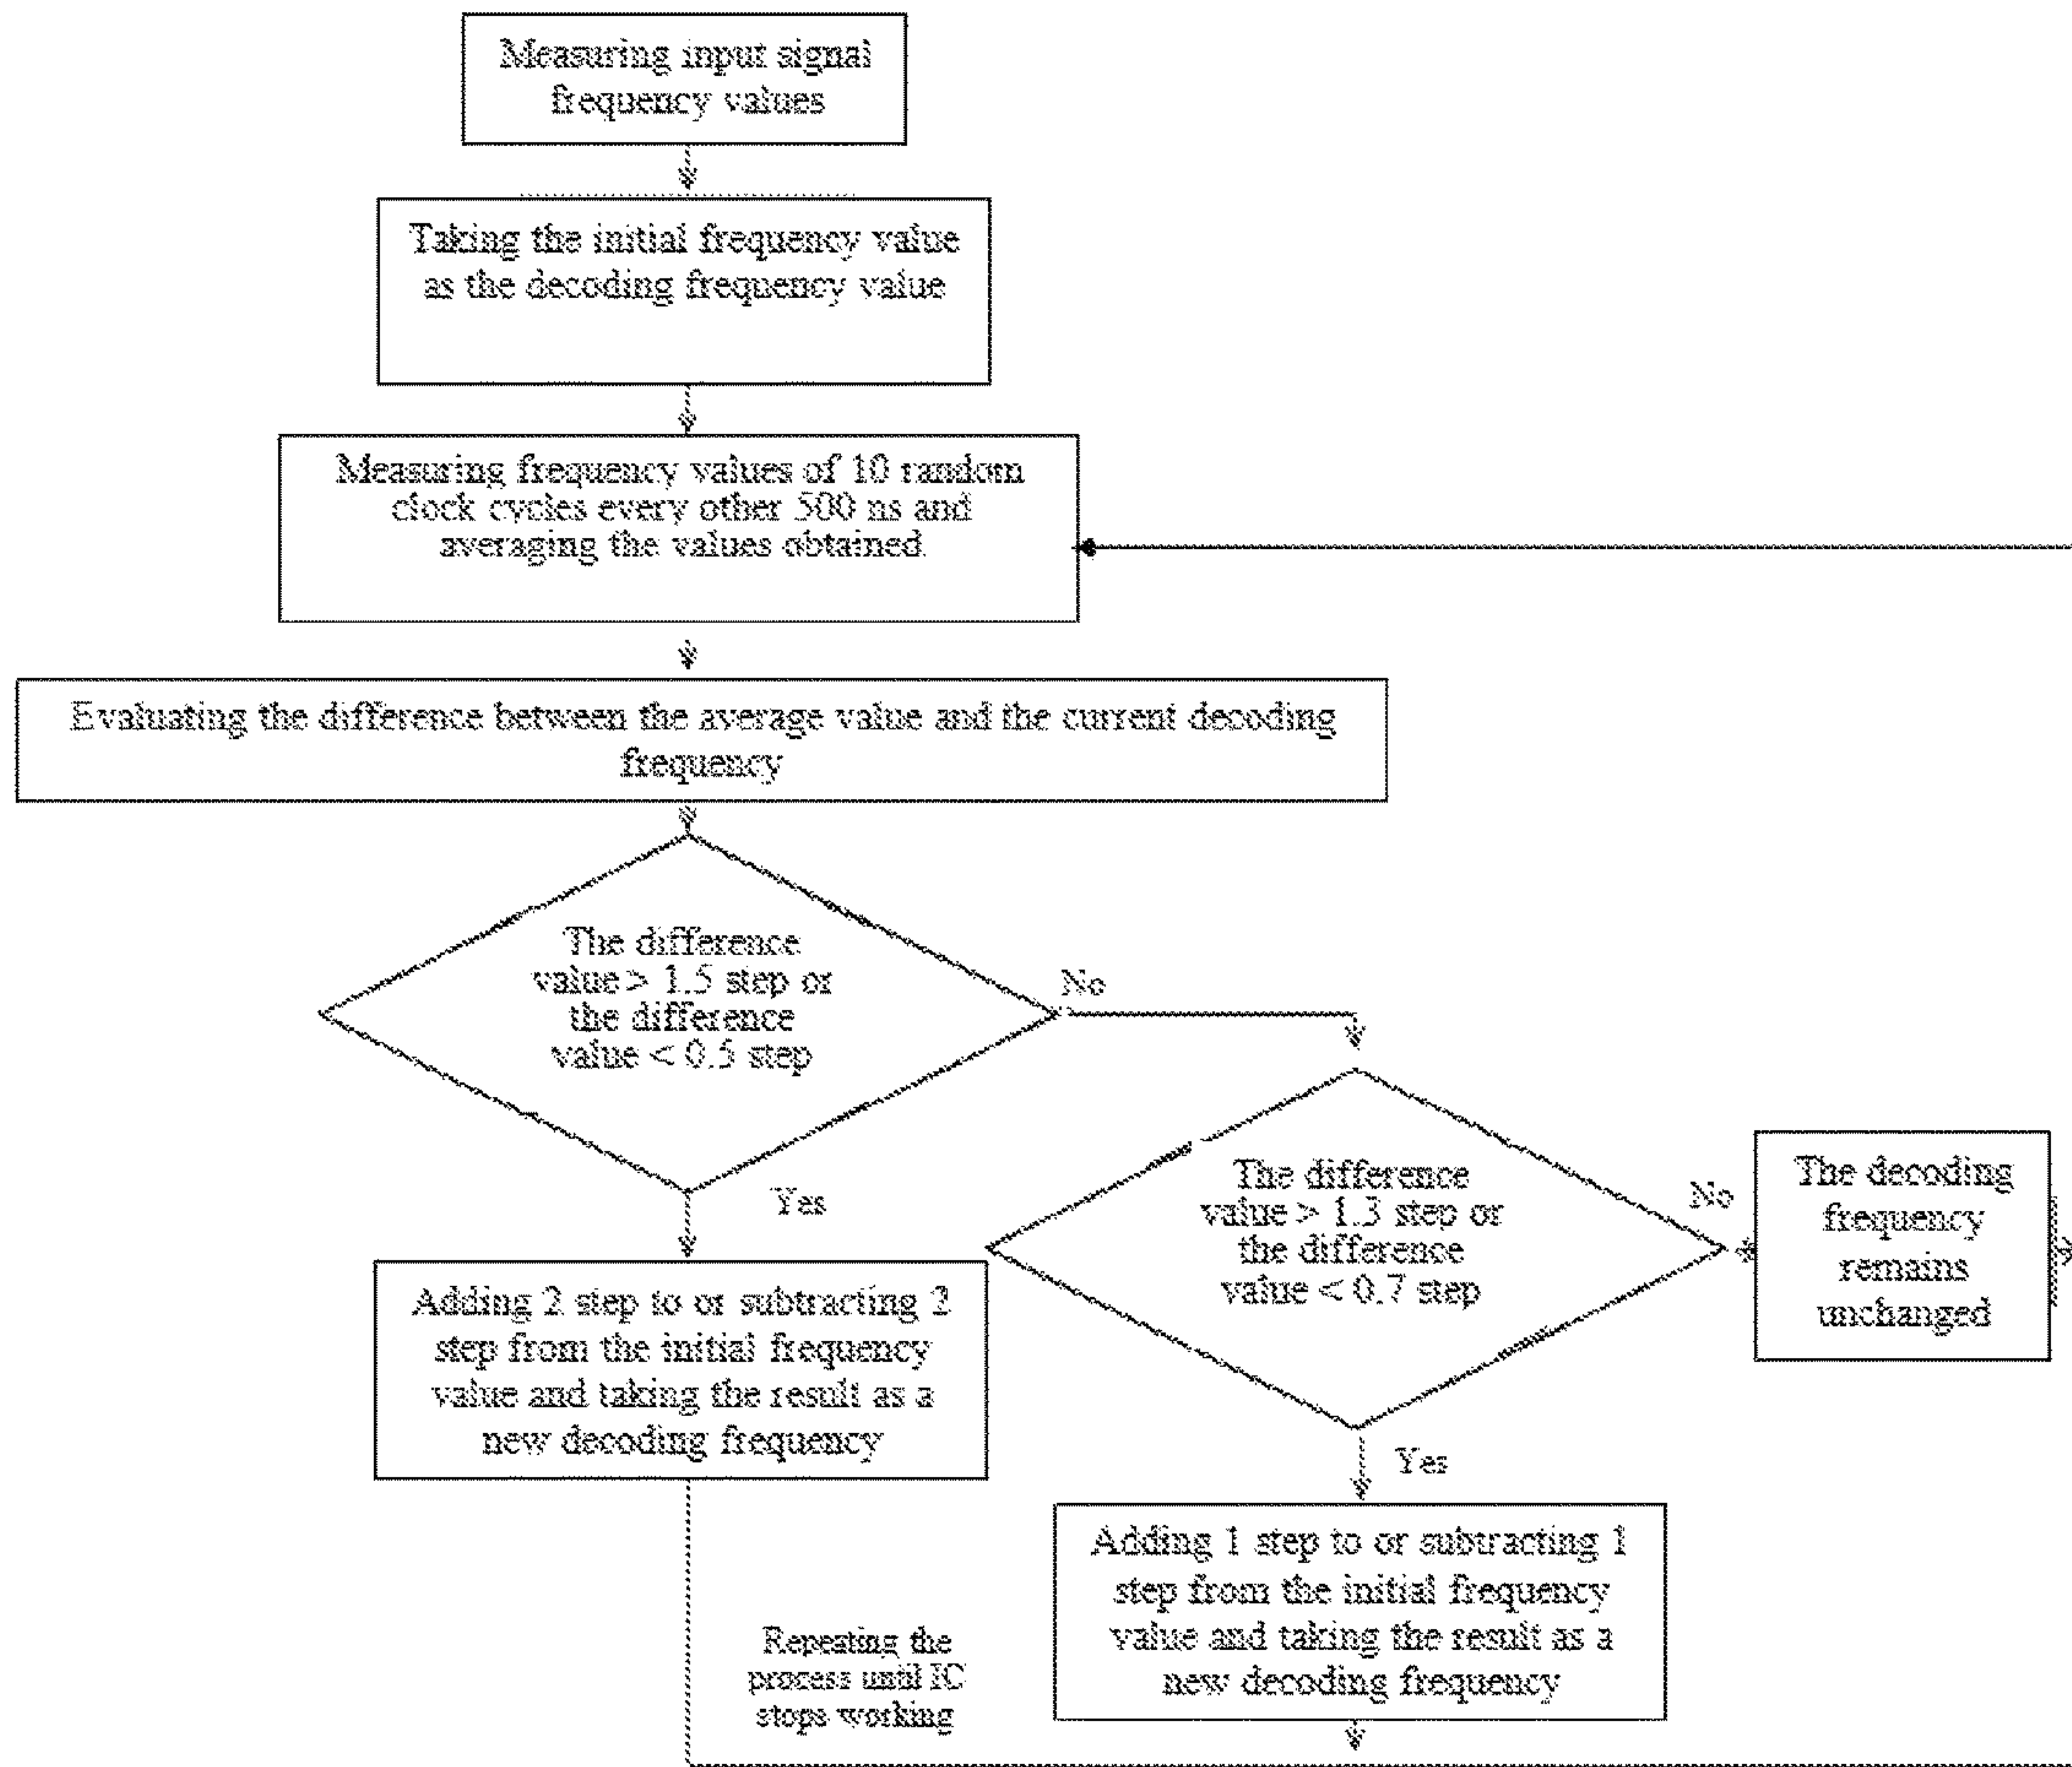 Measuring input signal
frequency values
Taking the initial frequency value
as the decoding frequency value
Measuring frequency values of 10 random
clock cycles every other 500 ns and
averaging the values obtained.
Evaluating the difference between the average value and the current decoding
frequency
The difference
value > 1.5 step or
the difference
value < 0.5 step
No
Yes
The difference
value > 1.3 step or
the difference
value < 0.7 step
No
The decoding
frequency
remains
unchanged
Adding 2 step to or subtracting 2
step from the initial frequency
value and taking the result as a
new decoding frequency
Yes
Adding 1 step to or subtracting 1
step from the initial frequency
value and taking the result as a
new decoding frequency
Repeating the
process until IC
stops working